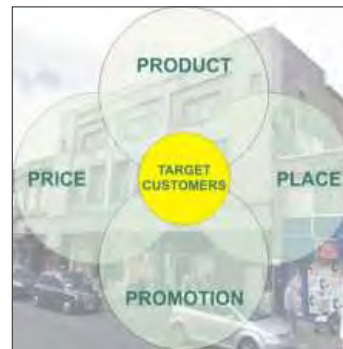 PRODUCT
PRICE
TARGET
CUSTOMERS
PLACE
PROMOTION